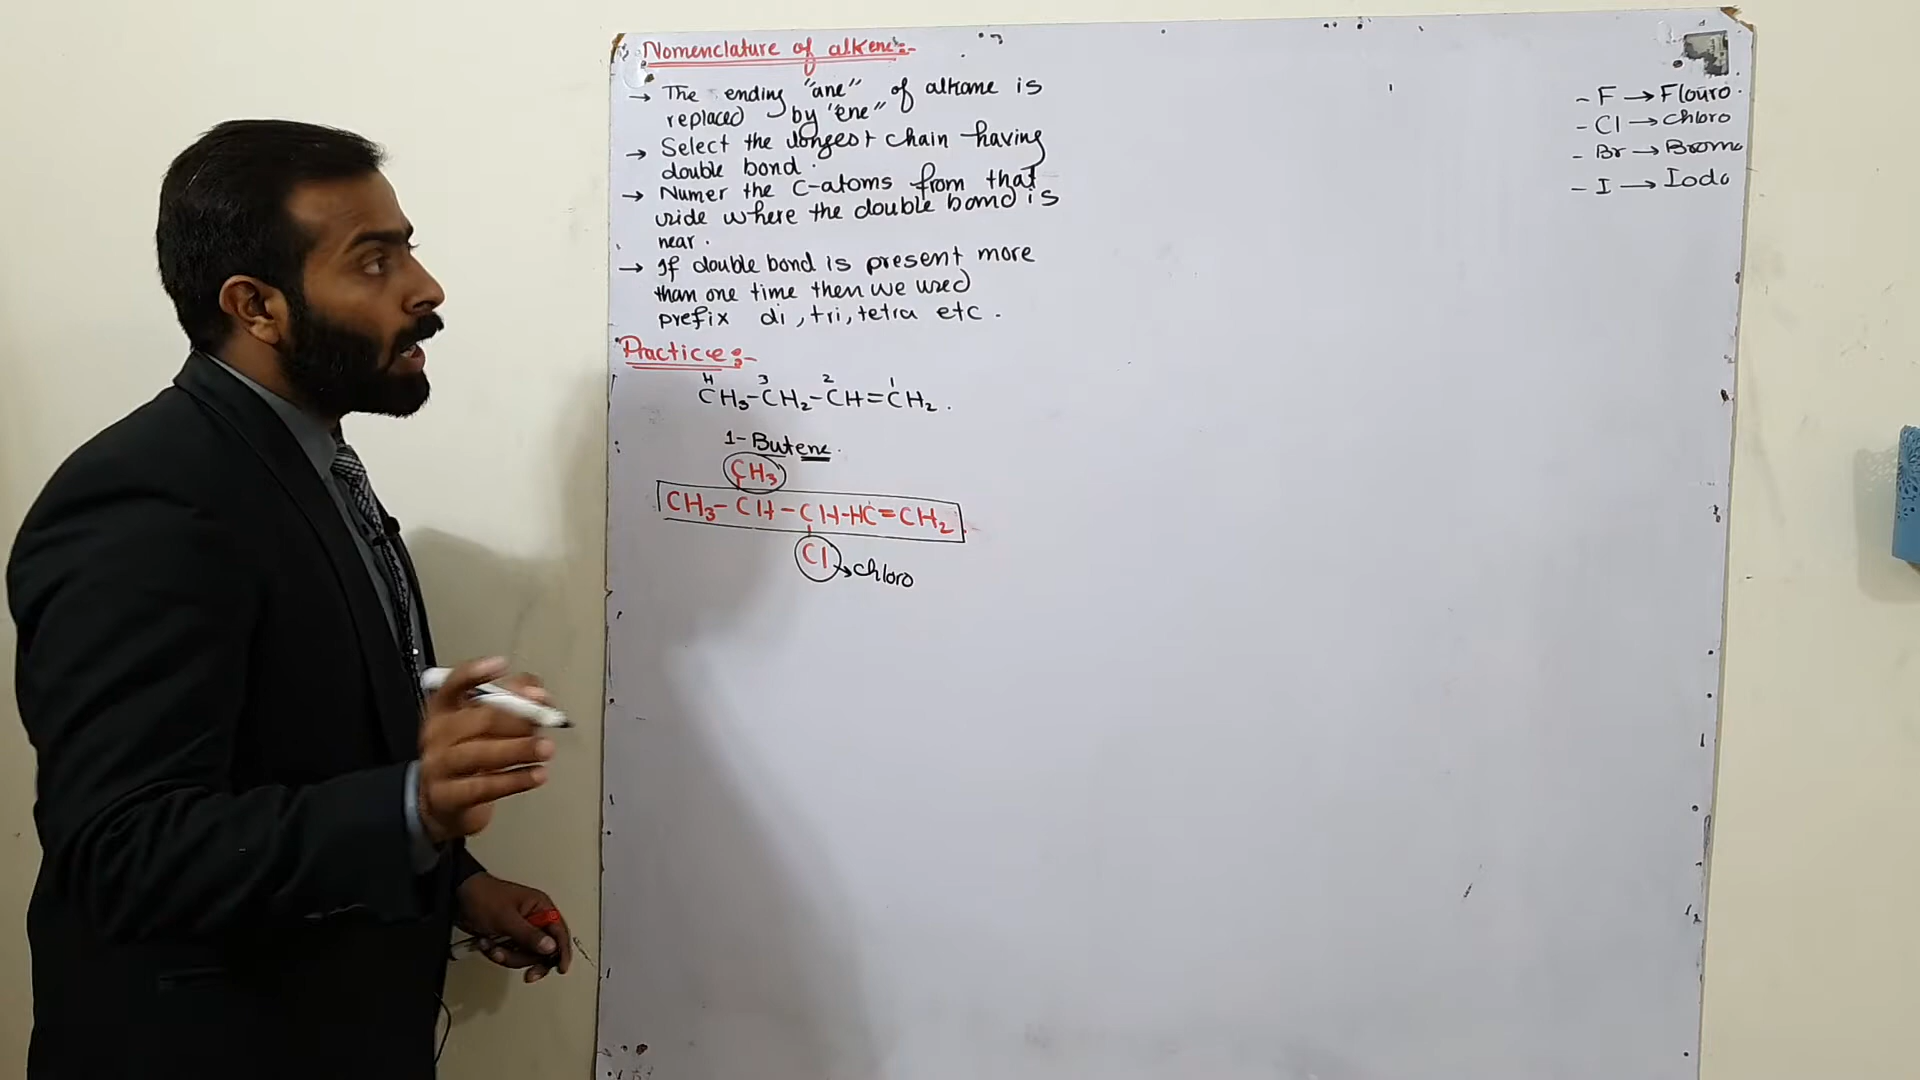 Nomenclature of alkene:-
→ The ending "ane" of alkane is
replaced by "ene"
→ Select the longest chain having
double bond.
→ Numer the C-atoms from that
side where the double bond is
near.
→ If double bond is present more
than one time then we used
prefix di, tri, tetra etc.
Practice:-
4 3 2 1
CH3-CH2-CH=CH2.
1-Butene.
CH3
CH3-CH-CH-HC=CH2.
Cl→chloro
- F → Flouro.
- Cl → chloro
- Br → Bromo
- I → Iodo